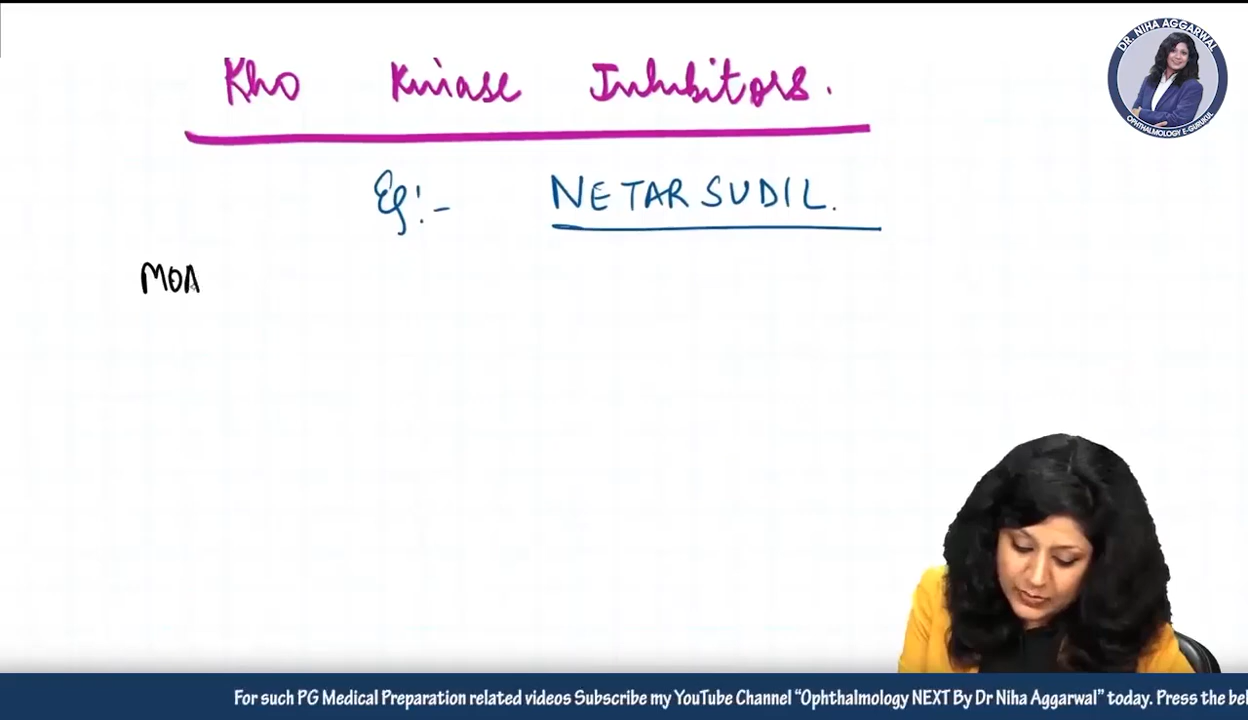 Rho Kinase Inhibitors.
Eg:- NETARSUDIL.
MOA
DR. NIHA AGGARWAL
OPHTHALMOLOGY E-GURUKUL
For such PG Medical Preparation related videos Subscribe my YouTube Channel "Ophthalmology NEXT By Dr Niha Aggarwal" today. Press the bel